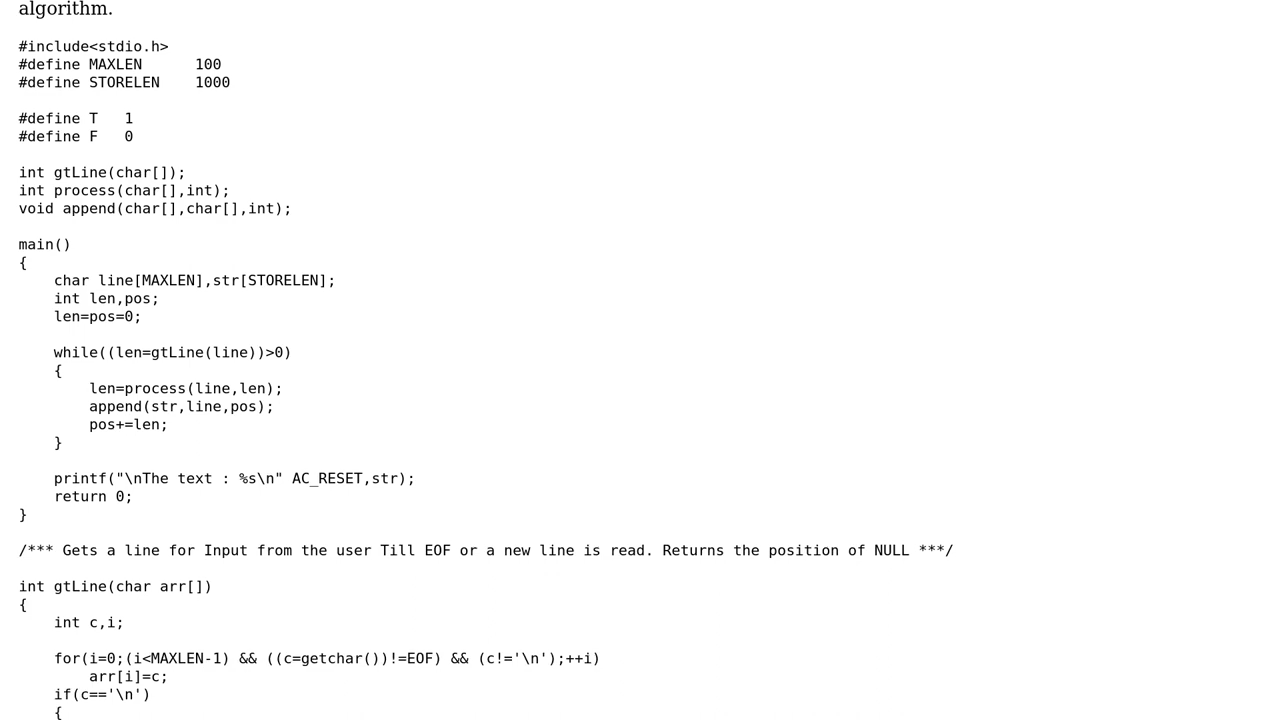 algorithm.
#include<stdio.h>
#define MAXLEN      100
#define STORELEN    1000
#define T   1
#define F   0
int gtLine(char[]);
int process(char[],int);
void append(char[],char[],int);
main()
{
    char line[MAXLEN],str[STORELEN];
    int len,pos;
    len=pos=0;
    while((len=gtLine(line))>0)
    {
        len=process(line,len);
        append(str,line,pos);
        pos+=len;
    }
    printf("\nThe text : %s\n" AC_RESET,str);
    return 0;
}
/*** Gets a line for Input from the user Till EOF or a new line is read. Returns the position of NULL ***/
int gtLine(char arr[])
{
    int c,i;
    for(i=0;(i<MAXLEN-1) && ((c=getchar())!=EOF) && (c!='\n');++i)
        arr[i]=c;
    if(c=='\n')
    {